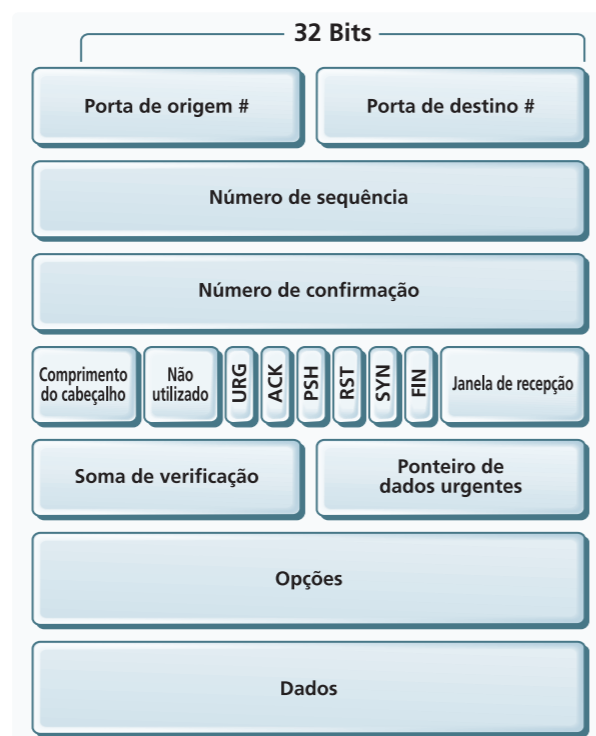 32 Bits
Porta de origem #
Porta de destino #
Número de sequência
Número de confirmação
Comprimento
do cabeçalho
Não
utilizado
URG
ACK
PSH
RST
SYN
FIN
Janela de recepção
Soma de verificação
Ponteiro de
dados urgentes
Opções
Dados